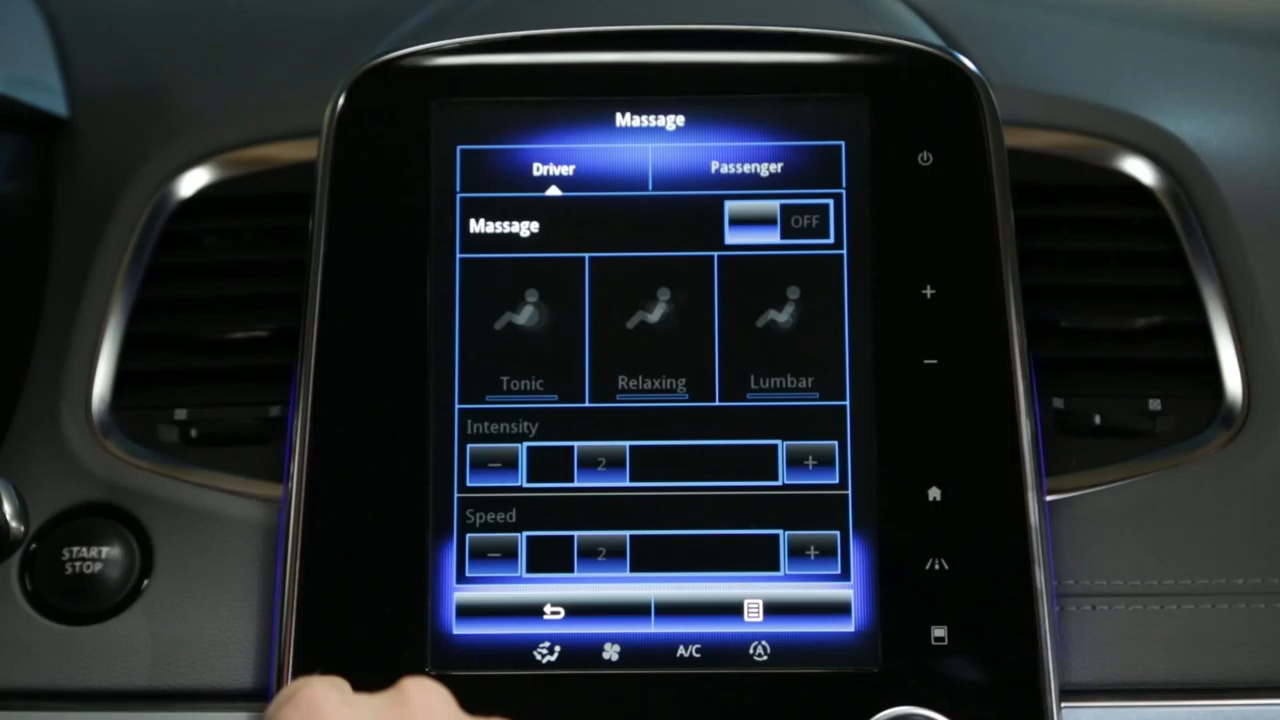 Massage
Driver Passenger
Massage OFF
Tonic Relaxing Lumbar
Intensity
− 2 +
Speed
− 2 +
A/C
+
−
START
STOP